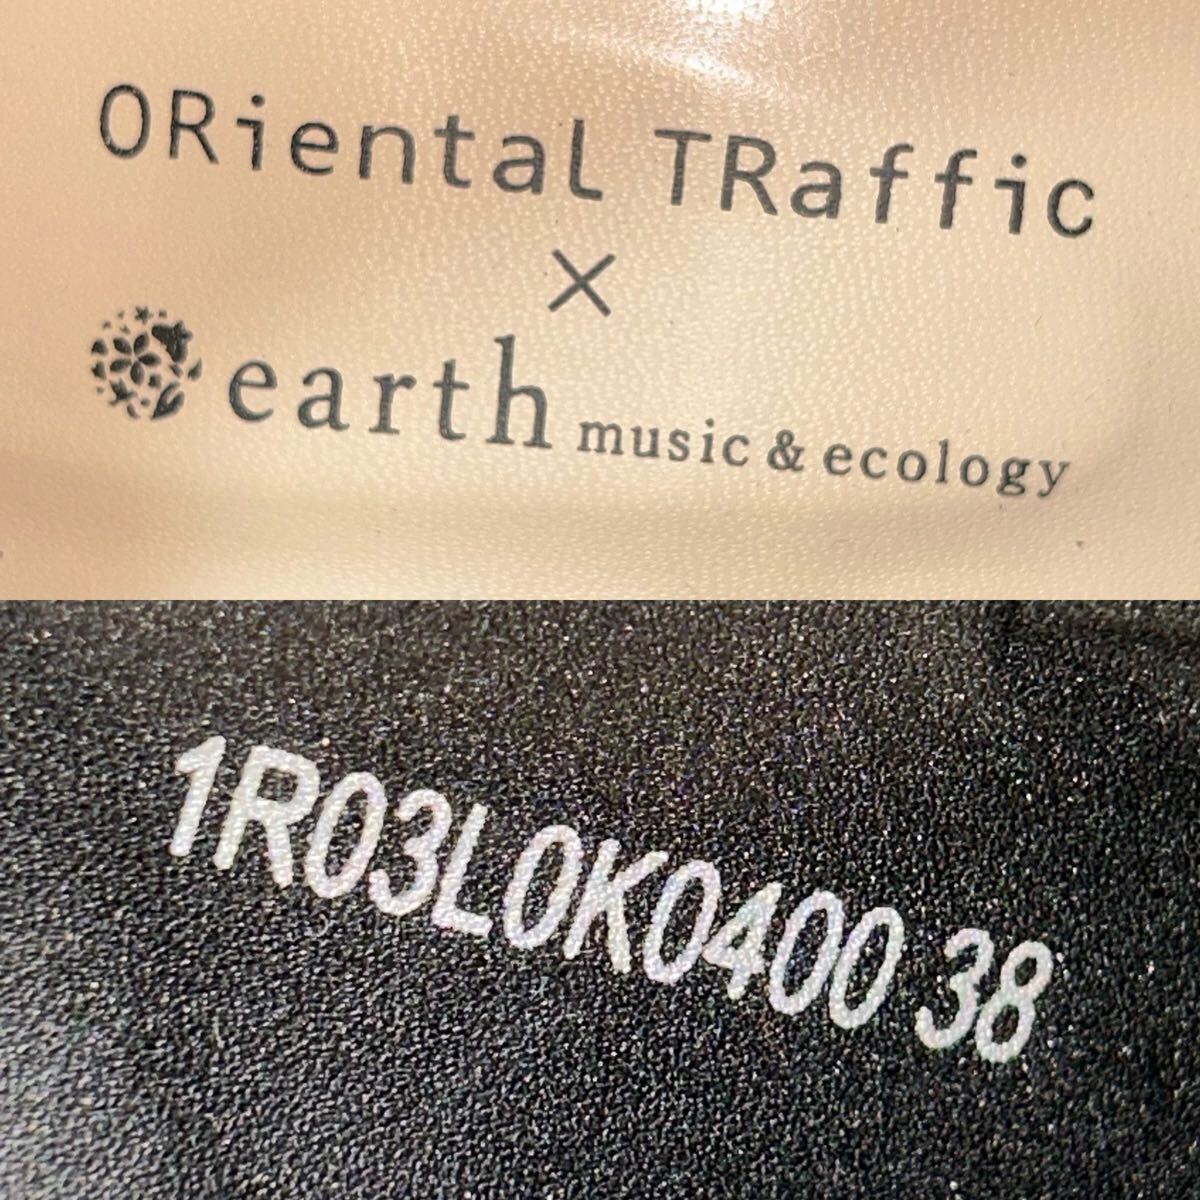 ORiental TRaffic
×
earth music & ecology
1R03L0K0400 38